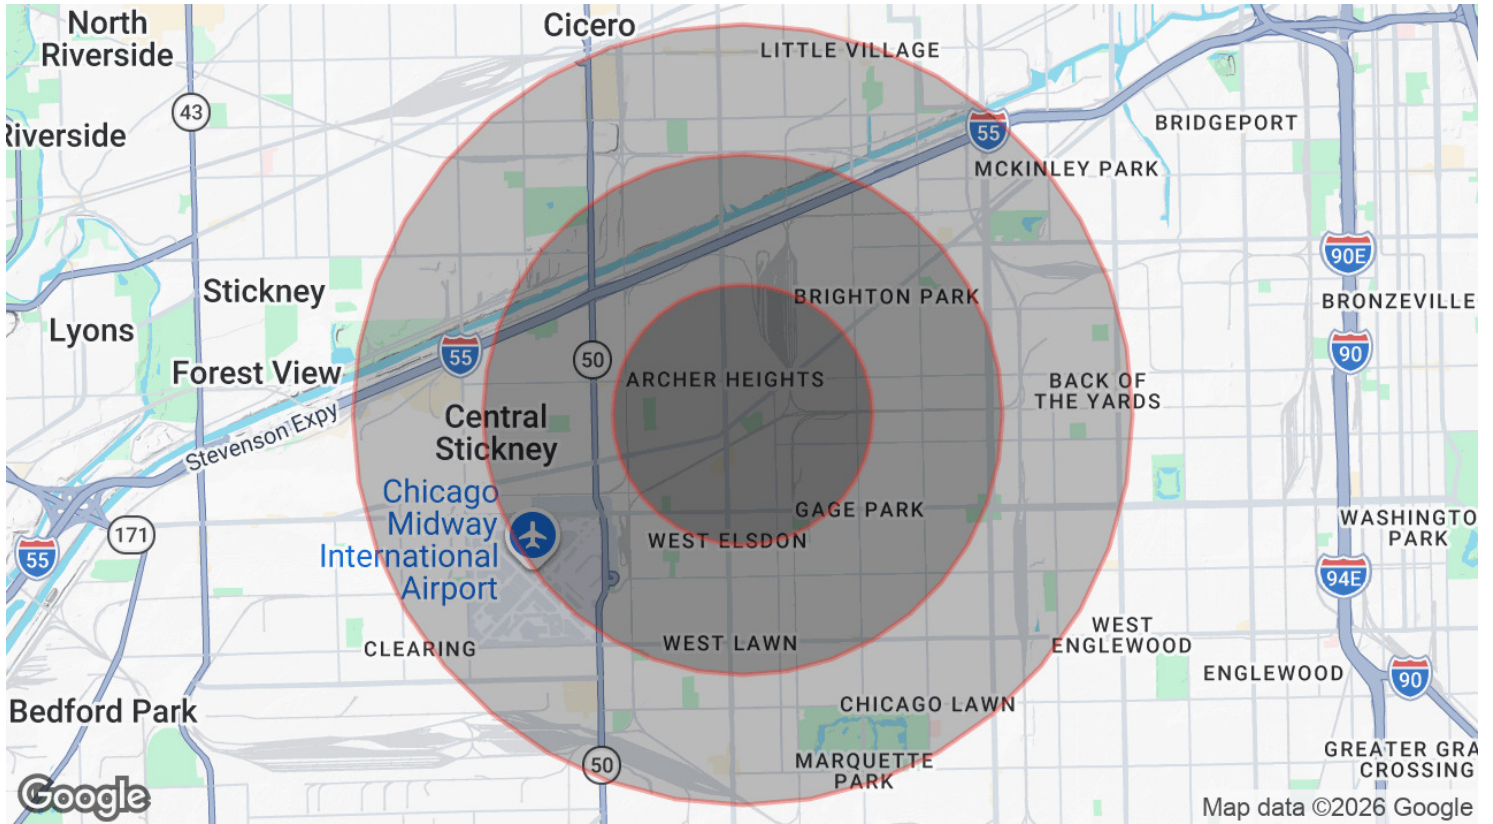 North
Riverside
Cicero
LITTLE VILLAGE
43
Riverside
55
BRIDGEPORT
MCKINLEY PARK
90E
Stickney
BRIGHTON PARK
BRONZEVILLE
Lyons
55
50
90
Forest View
ARCHER HEIGHTS
BACK OF
THE YARDS
Central
Stickney
Stevenson Expy
Chicago
Midway
International
Airport
GAGE PARK
WEST ELSDON
171
55
WASHINGTO
PARK
94E
CLEARING
WEST LAWN
WEST
ENGLEWOOD
ENGLEWOOD
90
Bedford Park
CHICAGO LAWN
50
MARQUETTE
PARK
GREATER GRA
CROSSING
Google
Map data ©2026 Google